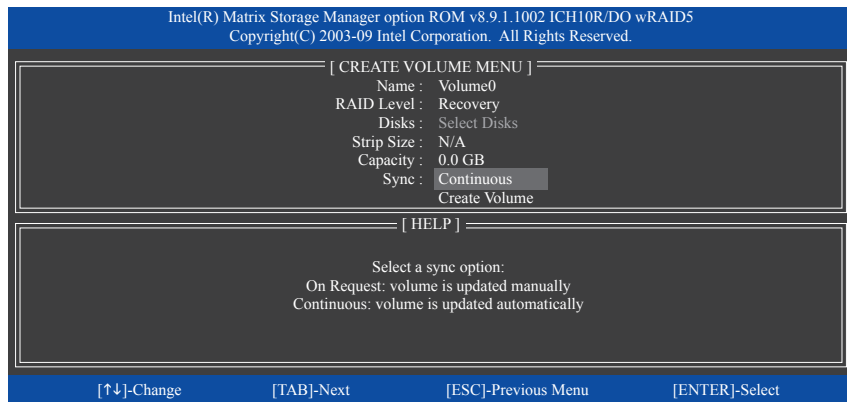 Intel(R) Matrix Storage Manager option ROM v8.9.1.1002 ICH10R/DO wRAID5
Copyright(C) 2003-09 Intel Corporation. All Rights Reserved.
[ CREATE VOLUME MENU ]
Name : Volume0
RAID Level : Recovery
Disks : Select Disks
Strip Size : N/A
Capacity : 0.0 GB
Sync : Continuous
Create Volume
[ HELP ]
Select a sync option:
On Request: volume is updated manually
Continuous: volume is updated automatically
[↑↓]-Change [TAB]-Next [ESC]-Previous Menu [ENTER]-Select